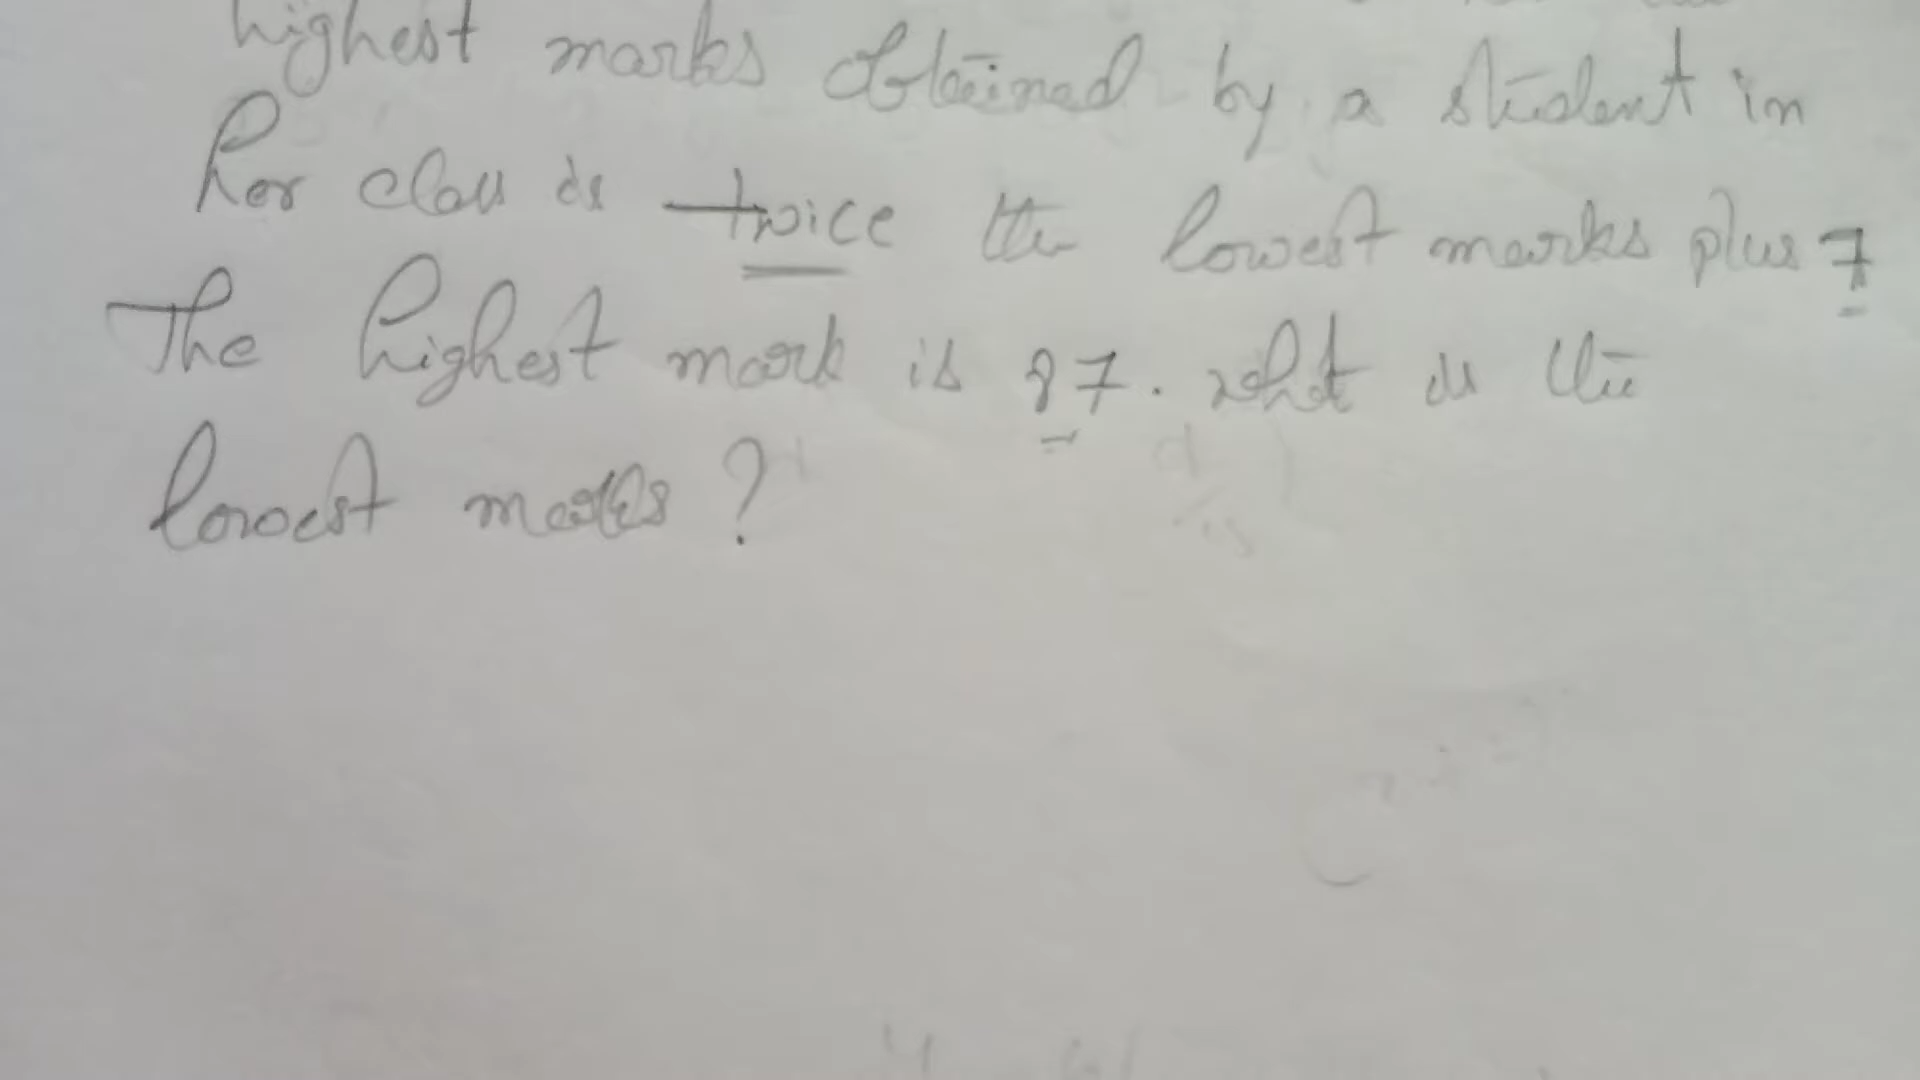 highest marks obtained by a student in
her class is twice the lowest marks plus 7
The highest mark is 87. what is the
lowest marks ?